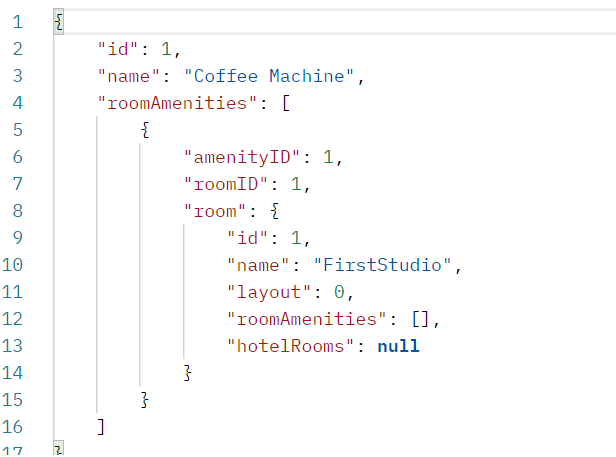 1 {
2     "id": 1,
3     "name": "Coffee Machine",
4     "roomAmenities": [
5         {
6             "amenityID": 1,
7             "roomID": 1,
8             "room": {
9                 "id": 1,
10                 "name": "FirstStudio",
11                 "layout": 0,
12                 "roomAmenities": [],
13                 "hotelRooms": null
14             }
15         }
16     ]
17 }